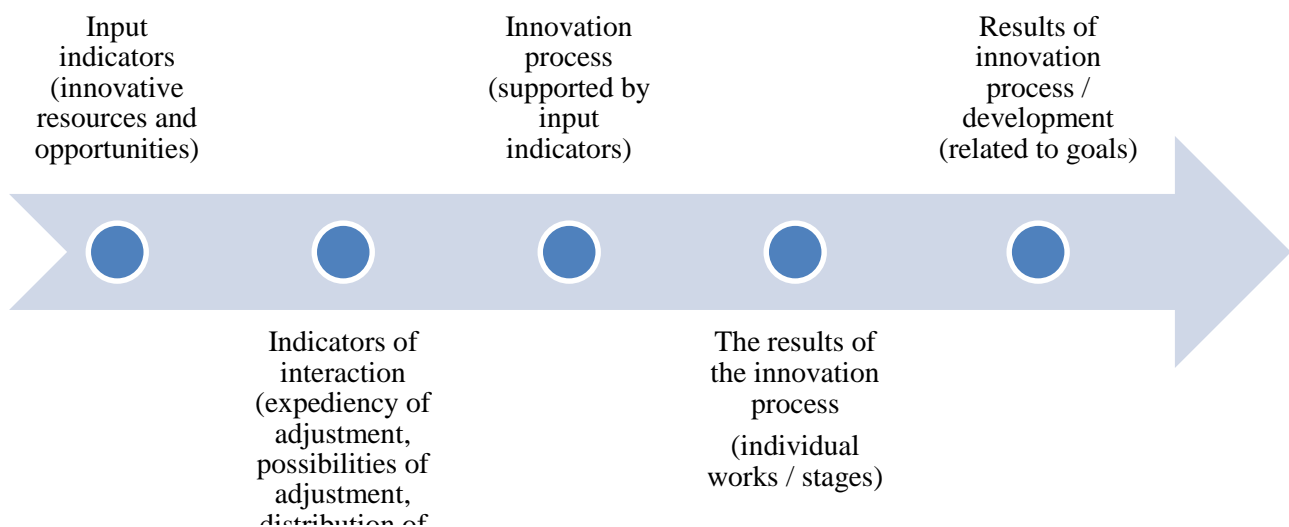 Input
indicators
(innovative
resources and
opportunities)
Indicators of
interaction
(expediency of
adjustment,
possibilities of
adjustment,
distribution of
Innovation
process
(supported by
input
indicators)
The results of
the innovation
process
(individual
works / stages)
Results of
innovation
process /
development
(related to goals)